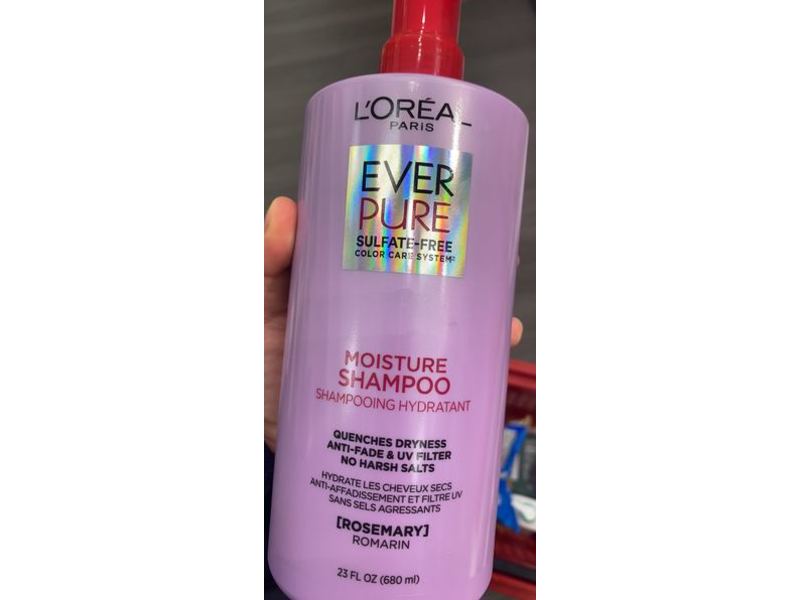 L'ORÉAL
PARIS
EVER
PURE
SULFATE-FREE
COLOR CARE SYSTEM
MOISTURE
SHAMPOO
SHAMPOOING HYDRATANT
QUENCHES DRYNESS
ANTI-FADE & UV FILTER
NO HARSH SALTS
HYDRATE LES CHEVEUX SECS
ANTI-AFFADISSEMENT ET FILTRE UV
SANS SELS AGRESSANTS
[ROSEMARY]
ROMARIN
23 FL OZ (680 ml)